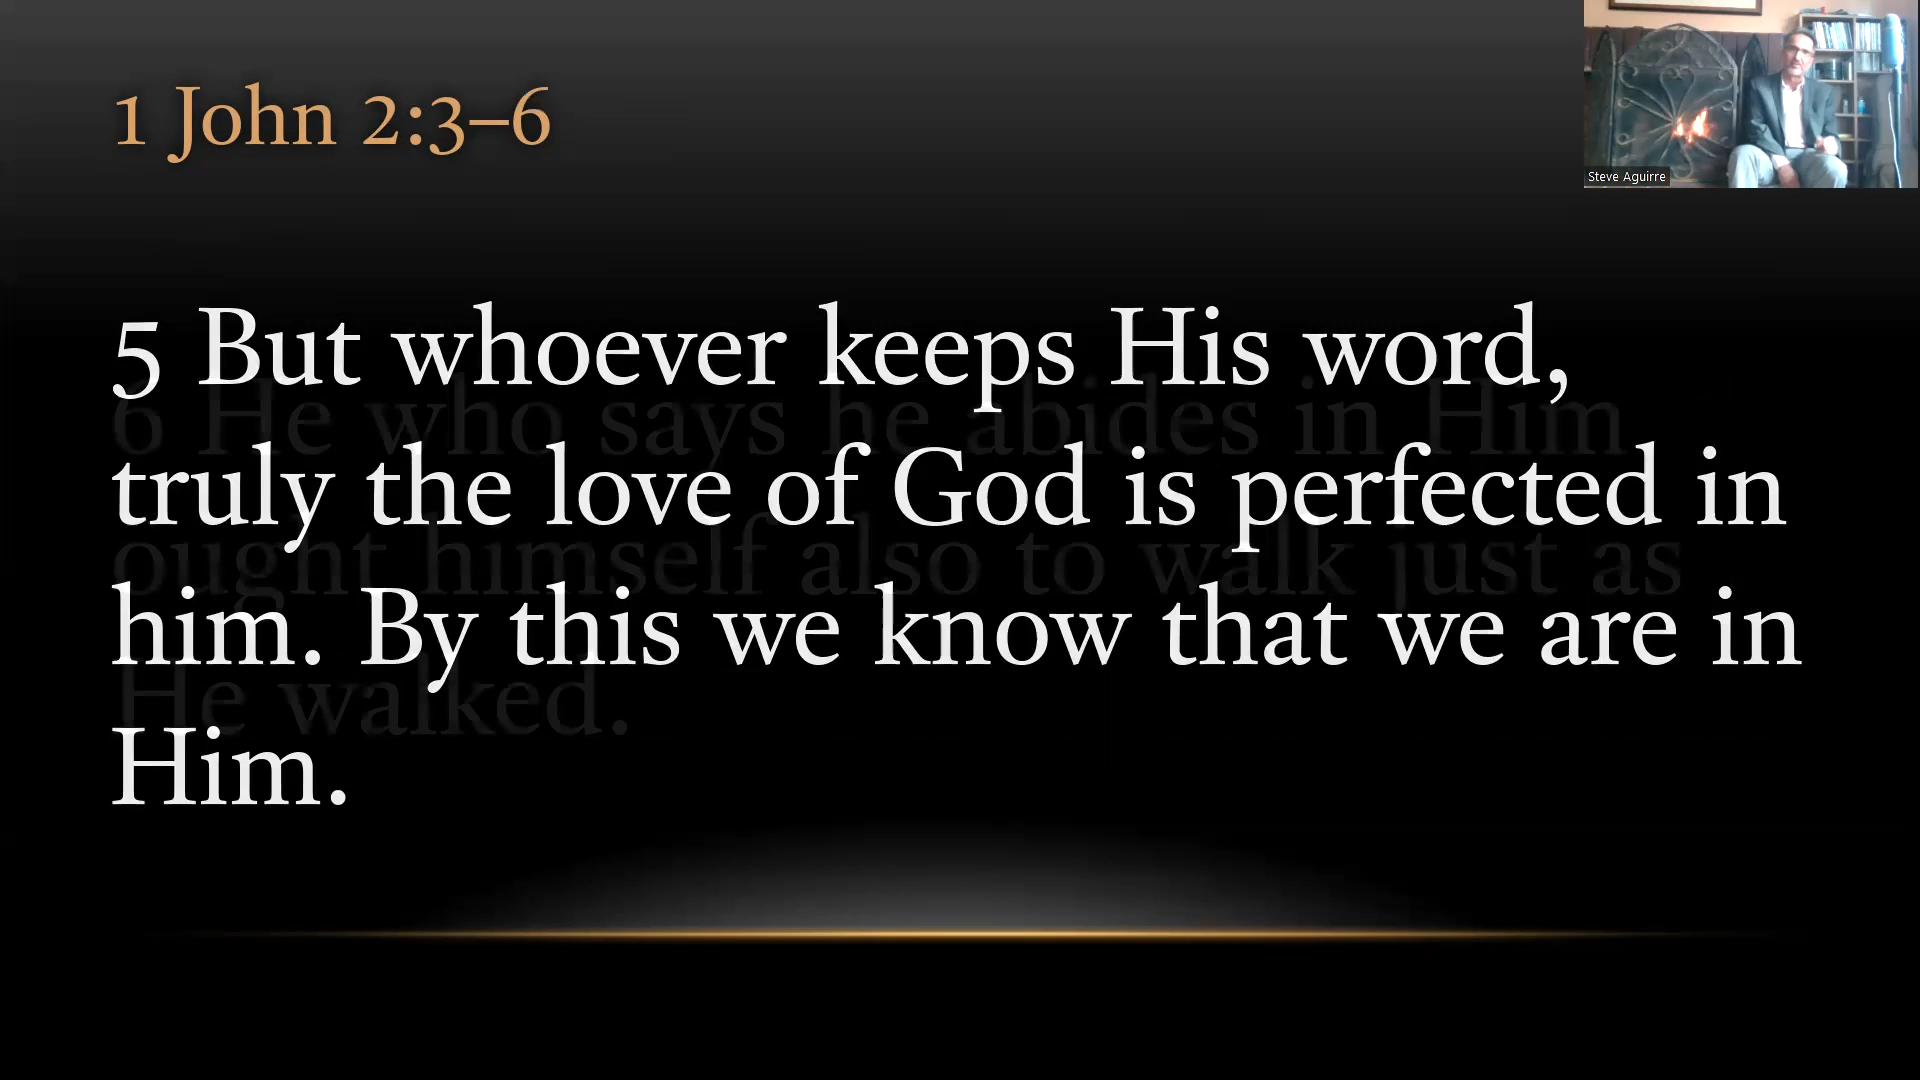 1 John 2:3–6
Steve Aguirre
5 But whoever keeps His word,
truly the love of God is perfected in
him. By this we know that we are in
Him.
6 He who says he abides in Him
ought himself also to walk just as
He walked.